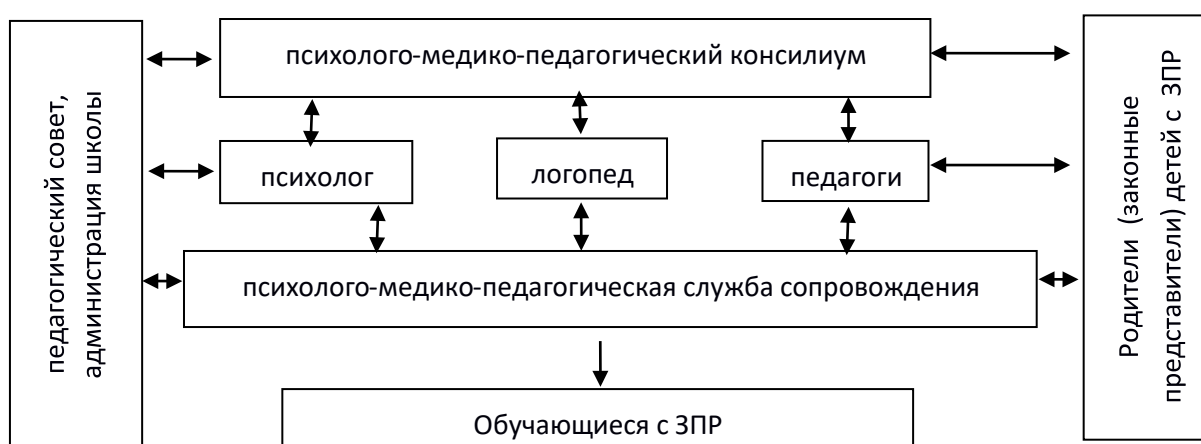 педагогический совет,
администрация школы
психолого-медико-педагогический консилиум
психолог
логопед
педагоги
психолого-медико-педагогическая служба сопровождения
Обучающиеся с ЗПР
Родители (законные
представители) детей с ЗПР